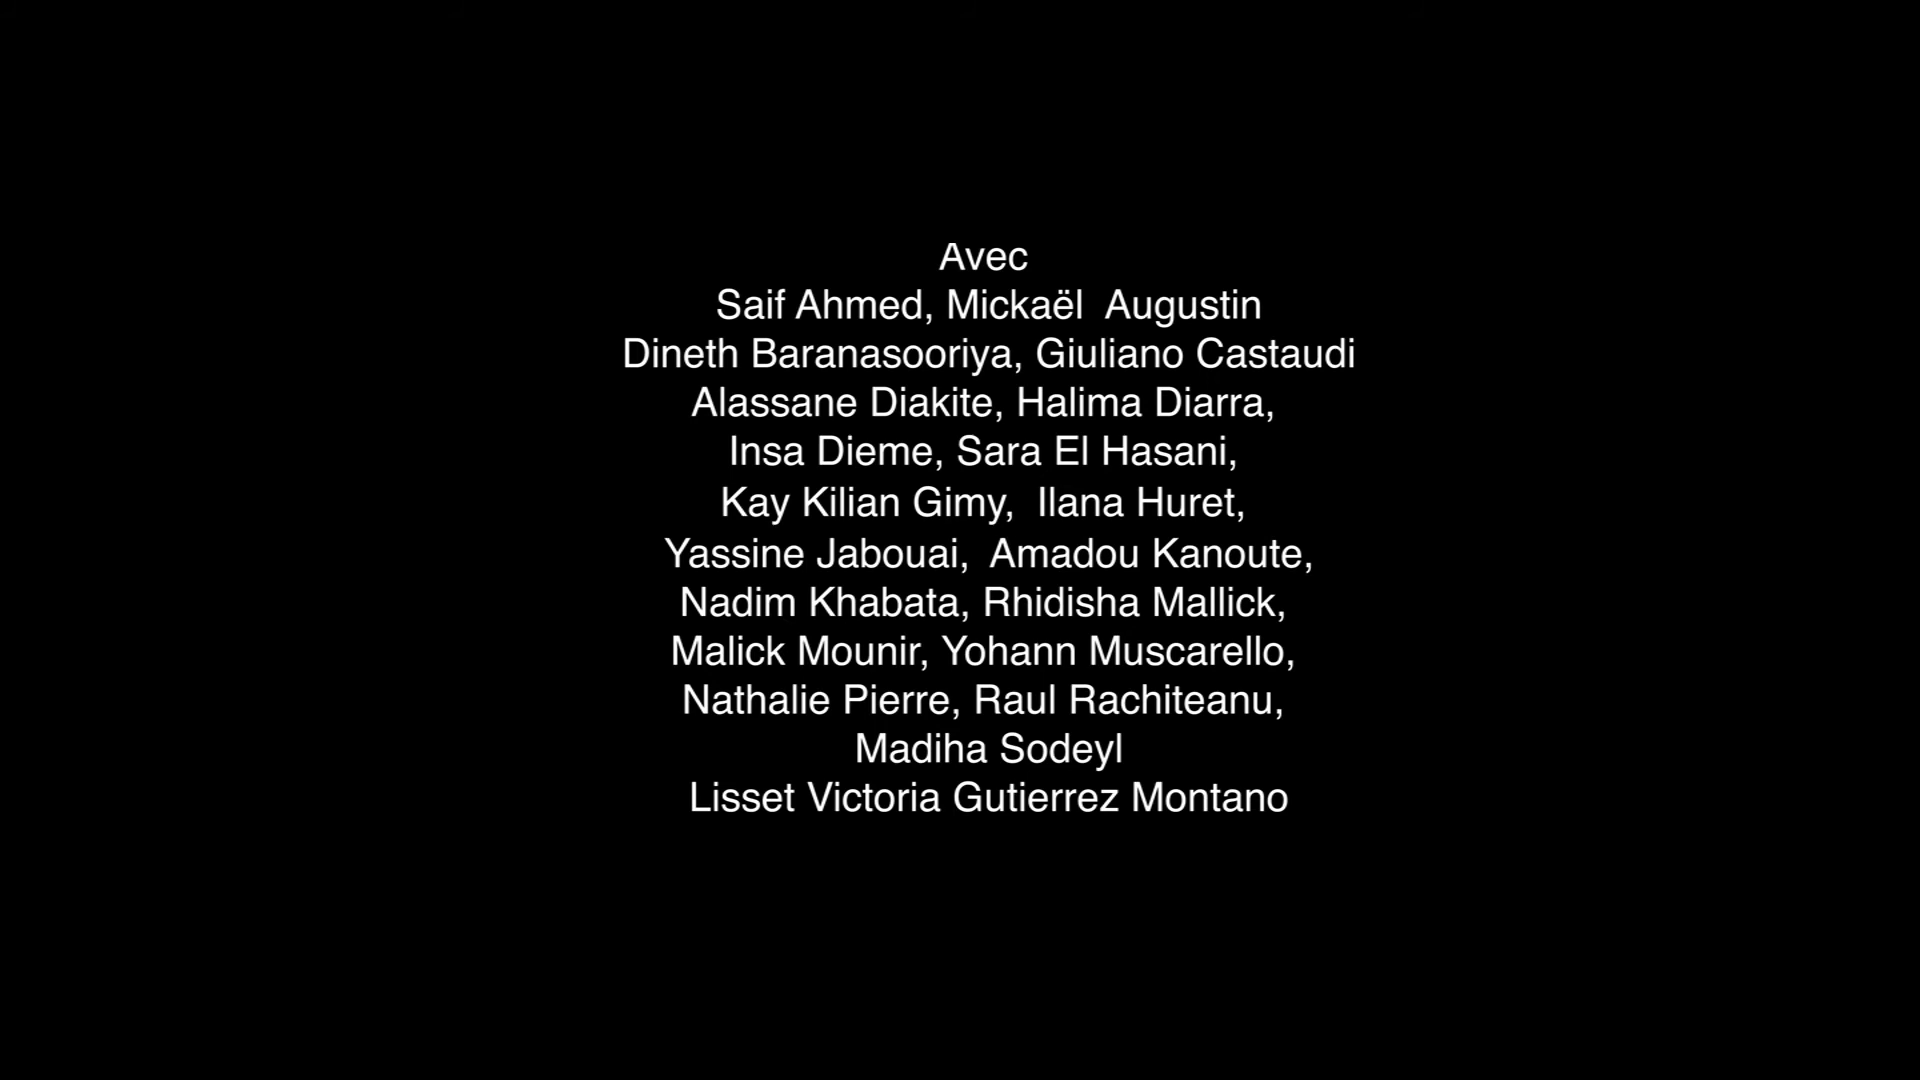 Avec
Saif Ahmed, Mickaël  Augustin
Dineth Baranasooriya, Giuliano Castaudi
Alassane Diakite, Halima Diarra,
Insa Dieme, Sara El Hasani,
Kay Kilian Gimy,  Ilana Huret,
Yassine Jabouai,  Amadou Kanoute,
Nadim Khabata, Rhidisha Mallick,
Malick Mounir, Yohann Muscarello,
Nathalie Pierre, Raul Rachiteanu,
Madiha Sodeyl
Lisset Victoria Gutierrez Montano